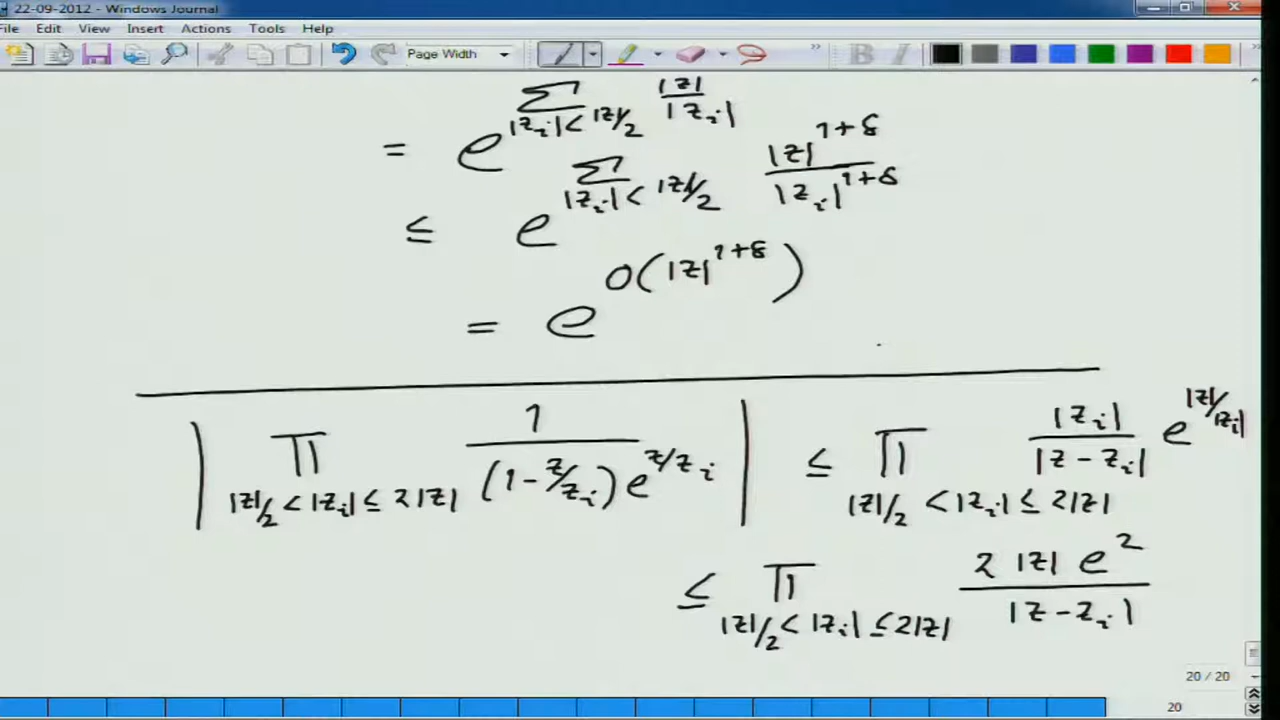 22-09-2012 - Windows Journal
File Edit View Insert Actions Tools Help
Page Width
= e^{∑_{|z_i| < |z|/2} |z|/|z_i|}
≤ e^{∑_{|z_i| < |z|/2} |z|^{1+δ}/|z_i|^{1+δ}}
= e^{O(|z|^{1+δ})}
| ∏_{|z|/2 < |z_i| ≤ 2|z|} 1/((1 - z/z_i) e^{z/z_i}) | ≤ ∏_{|z|/2 < |z_i| ≤ 2|z|} |z_i|/|z - z_i| e^{|z|/|z_i|}
≤ ∏_{|z|/2 < |z_i| ≤ 2|z|} 2 |z| e^2/|z - z_i|
20 / 20
20